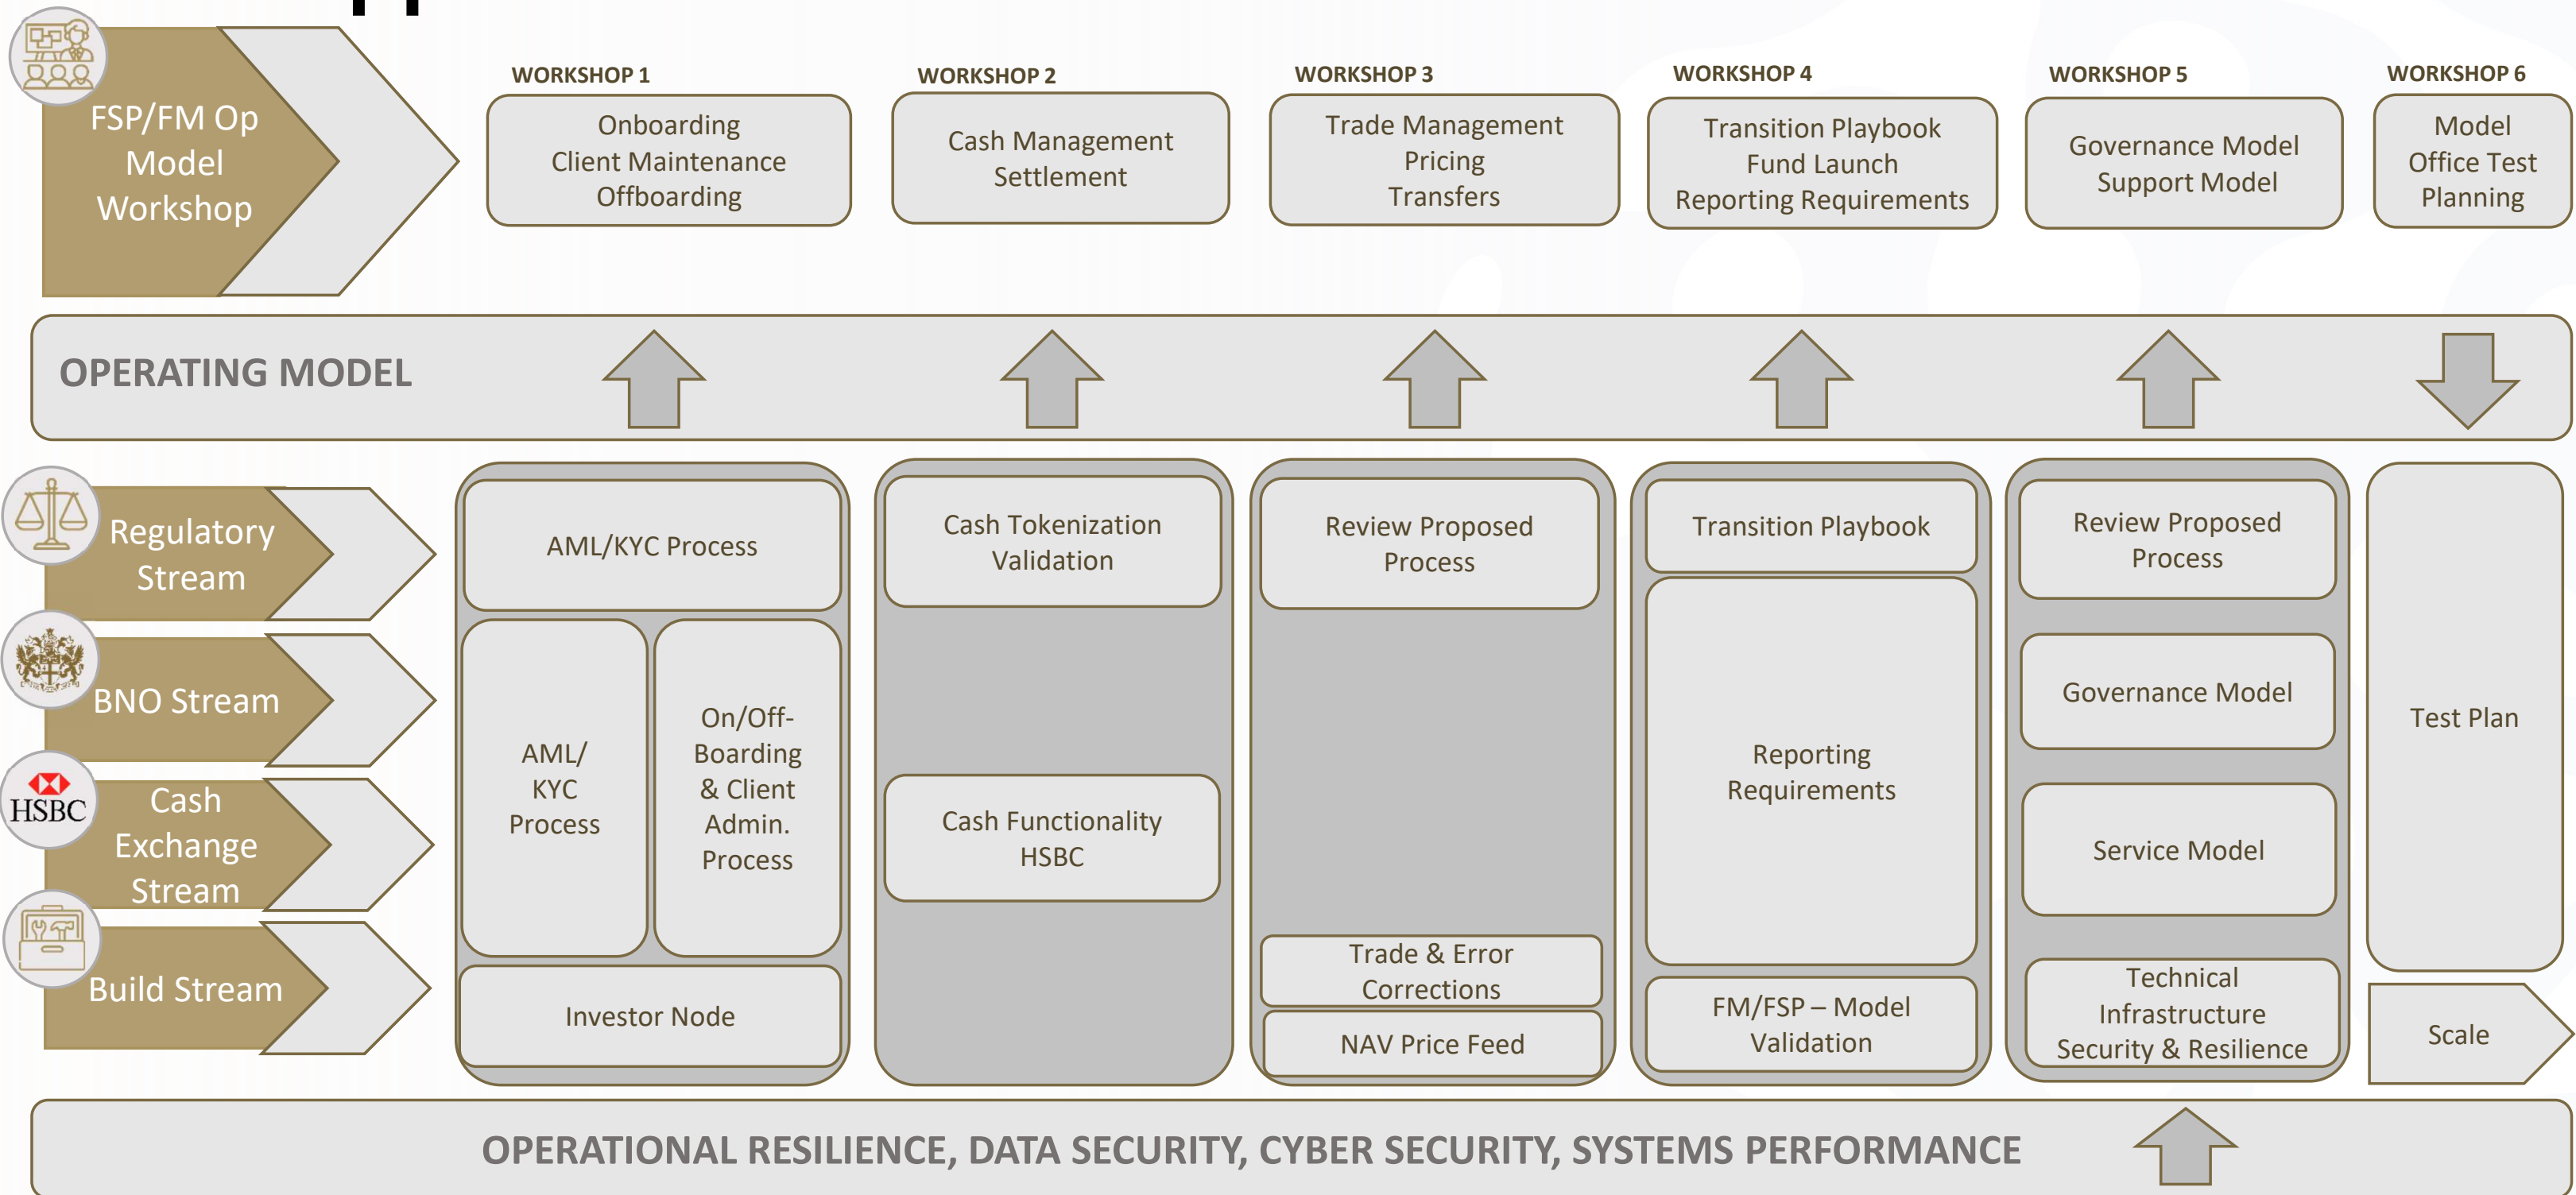 WORKSHOP 1
WORKSHOP 2
WORKSHOP 3
WORKSHOP 4
WORKSHOP 5
WORKSHOP 6
FSP/FM Op
Model
Workshop
Onboarding
Client Maintenance
Offboarding
Cash Management
Settlement
Trade Management
Pricing
Transfers
Transition Playbook
Fund Launch
Reporting Requirements
Governance Model
Support Model
Model
Office Test
Planning
OPERATING MODEL
Regulatory
Stream
BNO Stream
HSBC
Cash
Exchange
Stream
Build Stream
AML/KYC Process
AML/
KYC
Process
On/Off-
Boarding
& Client
Admin.
Process
Investor Node
Cash Tokenization
Validation
Cash Functionality
HSBC
Review Proposed
Process
Trade & Error
Corrections
NAV Price Feed
Transition Playbook
Reporting
Requirements
FM/FSP – Model
Validation
Review Proposed
Process
Governance Model
Service Model
Technical
Infrastructure
Security & Resilience
Test Plan
Scale
OPERATIONAL RESILIENCE, DATA SECURITY, CYBER SECURITY, SYSTEMS PERFORMANCE